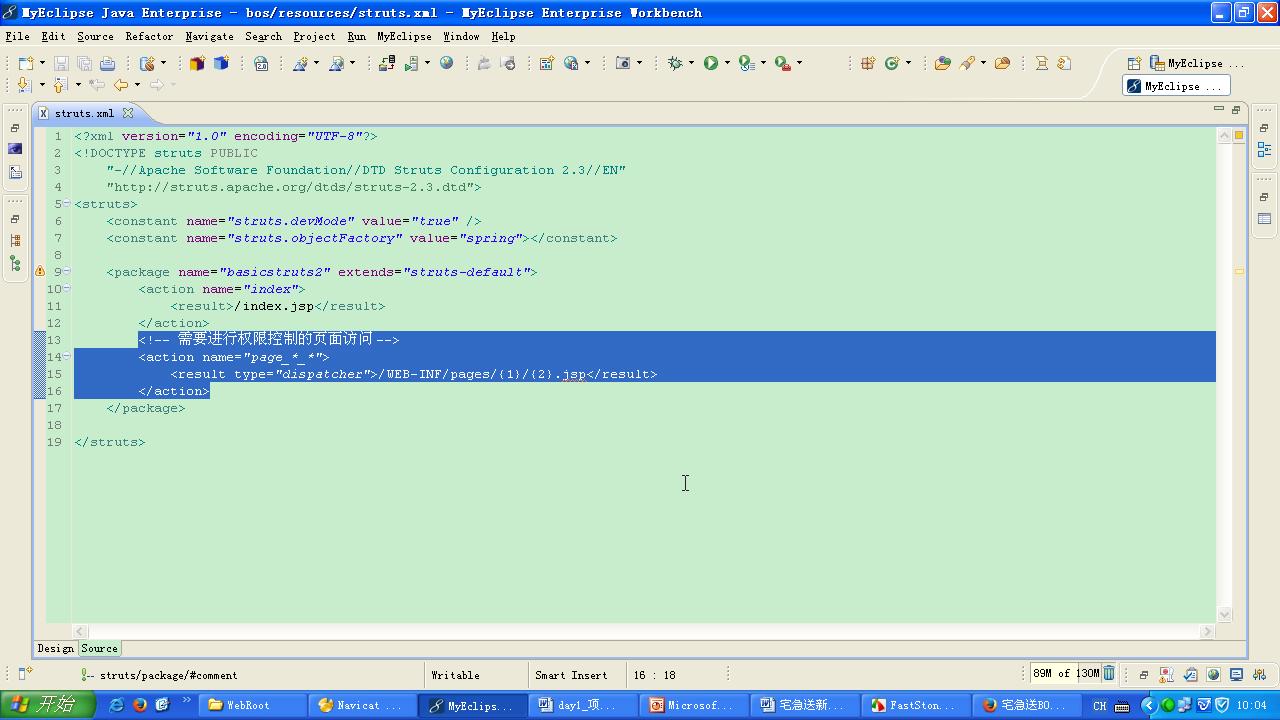 MyEclipse Java Enterprise - bos/resources/struts.xml - MyEclipse Enterprise Workbench
File Edit Source Refactor Navigate Search Project Run MyEclipse Window Help
MyEclipse ...
MyEclipse ...
struts.xml
1 <?xml version="1.0" encoding="UTF-8"?>
2 <!DOCTYPE struts PUBLIC
3 "-//Apache Software Foundation//DTD Struts Configuration 2.3//EN"
4 "http://struts.apache.org/dtds/struts-2.3.dtd">
5 <struts>
6 <constant name="struts.devMode" value="true" />
7 <constant name="struts.objectFactory" value="spring"></constant>
8
9 <package name="basicstruts2" extends="struts-default">
10 <action name="index">
11 <result>/index.jsp</result>
12 </action>
13 <!-- 需要进行权限控制的页面访问 -->
14 <action name="page_*_*">
15 <result type="dispatcher">/WEB-INF/pages/{1}/{2}.jsp</result>
16 </action>
17 </package>
18
19 </struts>
Design Source
struts/package/#comment Writable Smart Insert 16 : 18 89M of 130M
开始 WebRoot Navicat ... MyEclips... day1_项... Microsof... 宅急送新... FastSton... 宅急送BO... CH 10:04